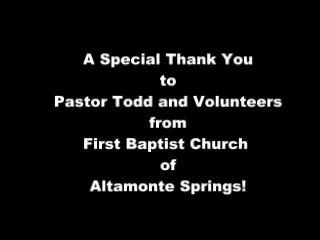 A Special Thank You
to
Pastor Todd and Volunteers
from
First Baptist Church
of
Altamonte Springs!